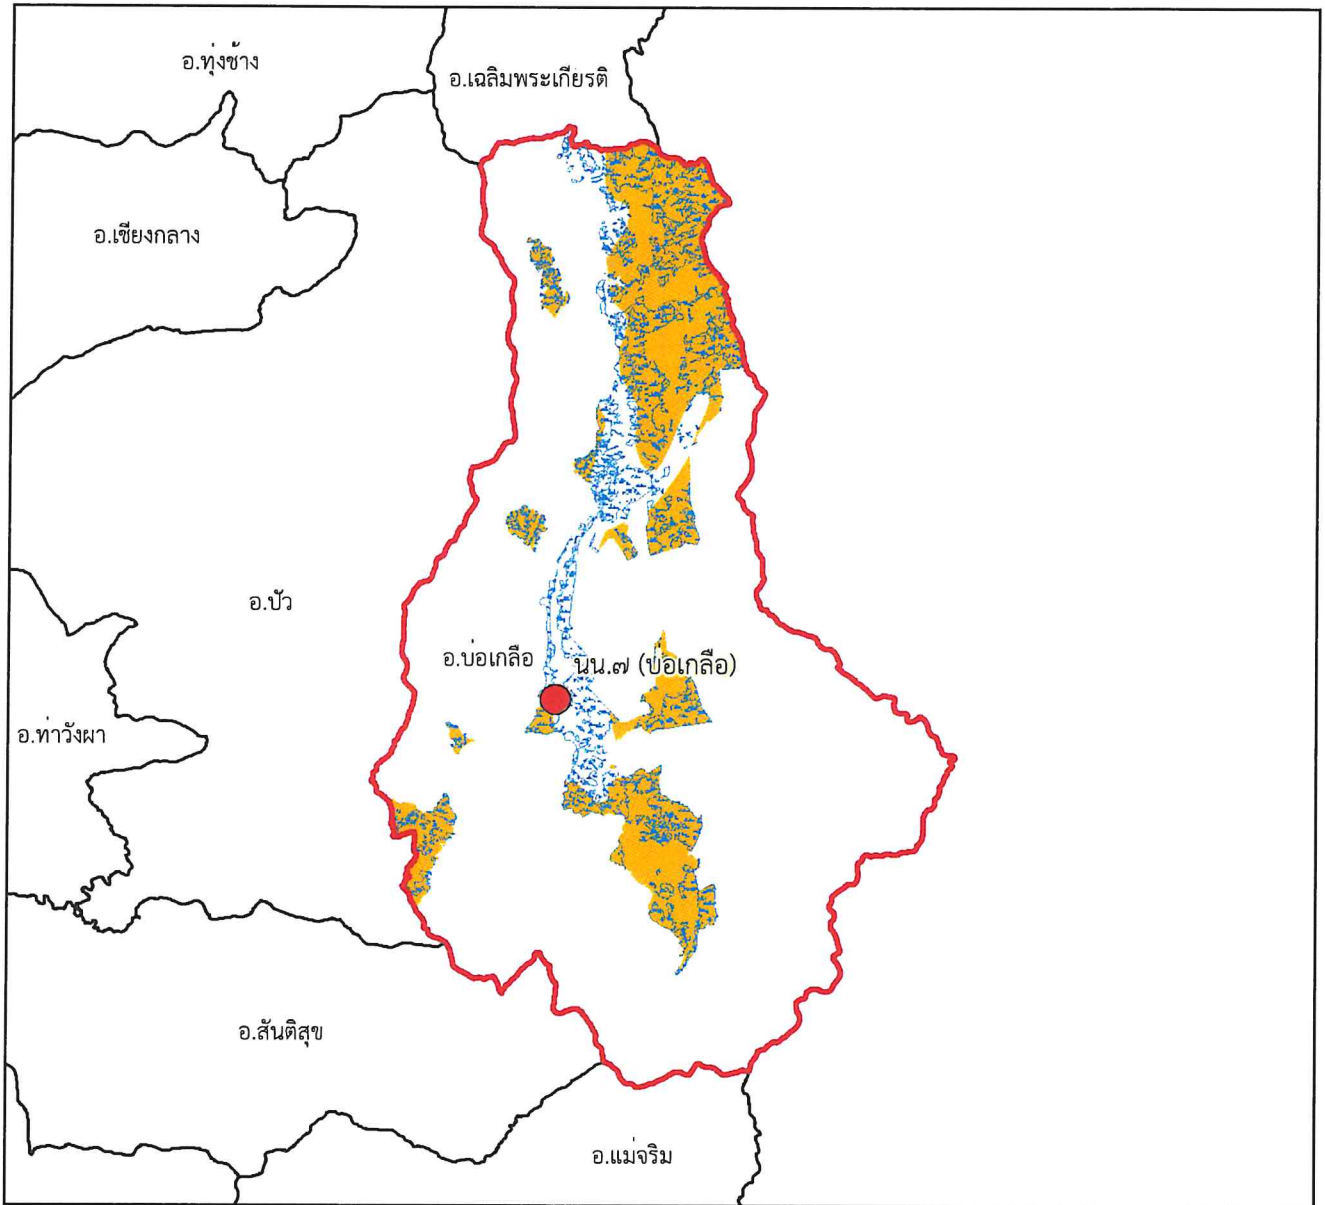 อ.ทุ่งช้าง
อ.เฉลิมพระเกียรติ
อ.เชียงกลาง
อ.ปัว
อ.บ่อเกลือ
นน.๗ (บ่อเกลือ)
อ.ท่าวังผา
อ.สันติสุข
อ.แม่จริม